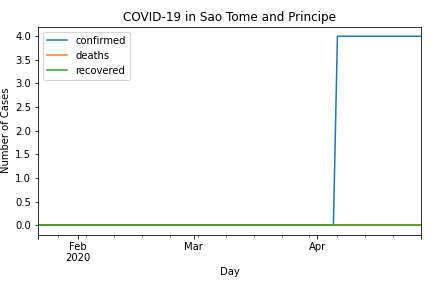 COVID-19 in Sao Tome and Principe
confirmed
deaths
recovered
4.0
3.5
3.0
2.5
2.0
1.5
1.0
0.5
0.0
Number of Cases
Feb
2020
Mar
Apr
Day